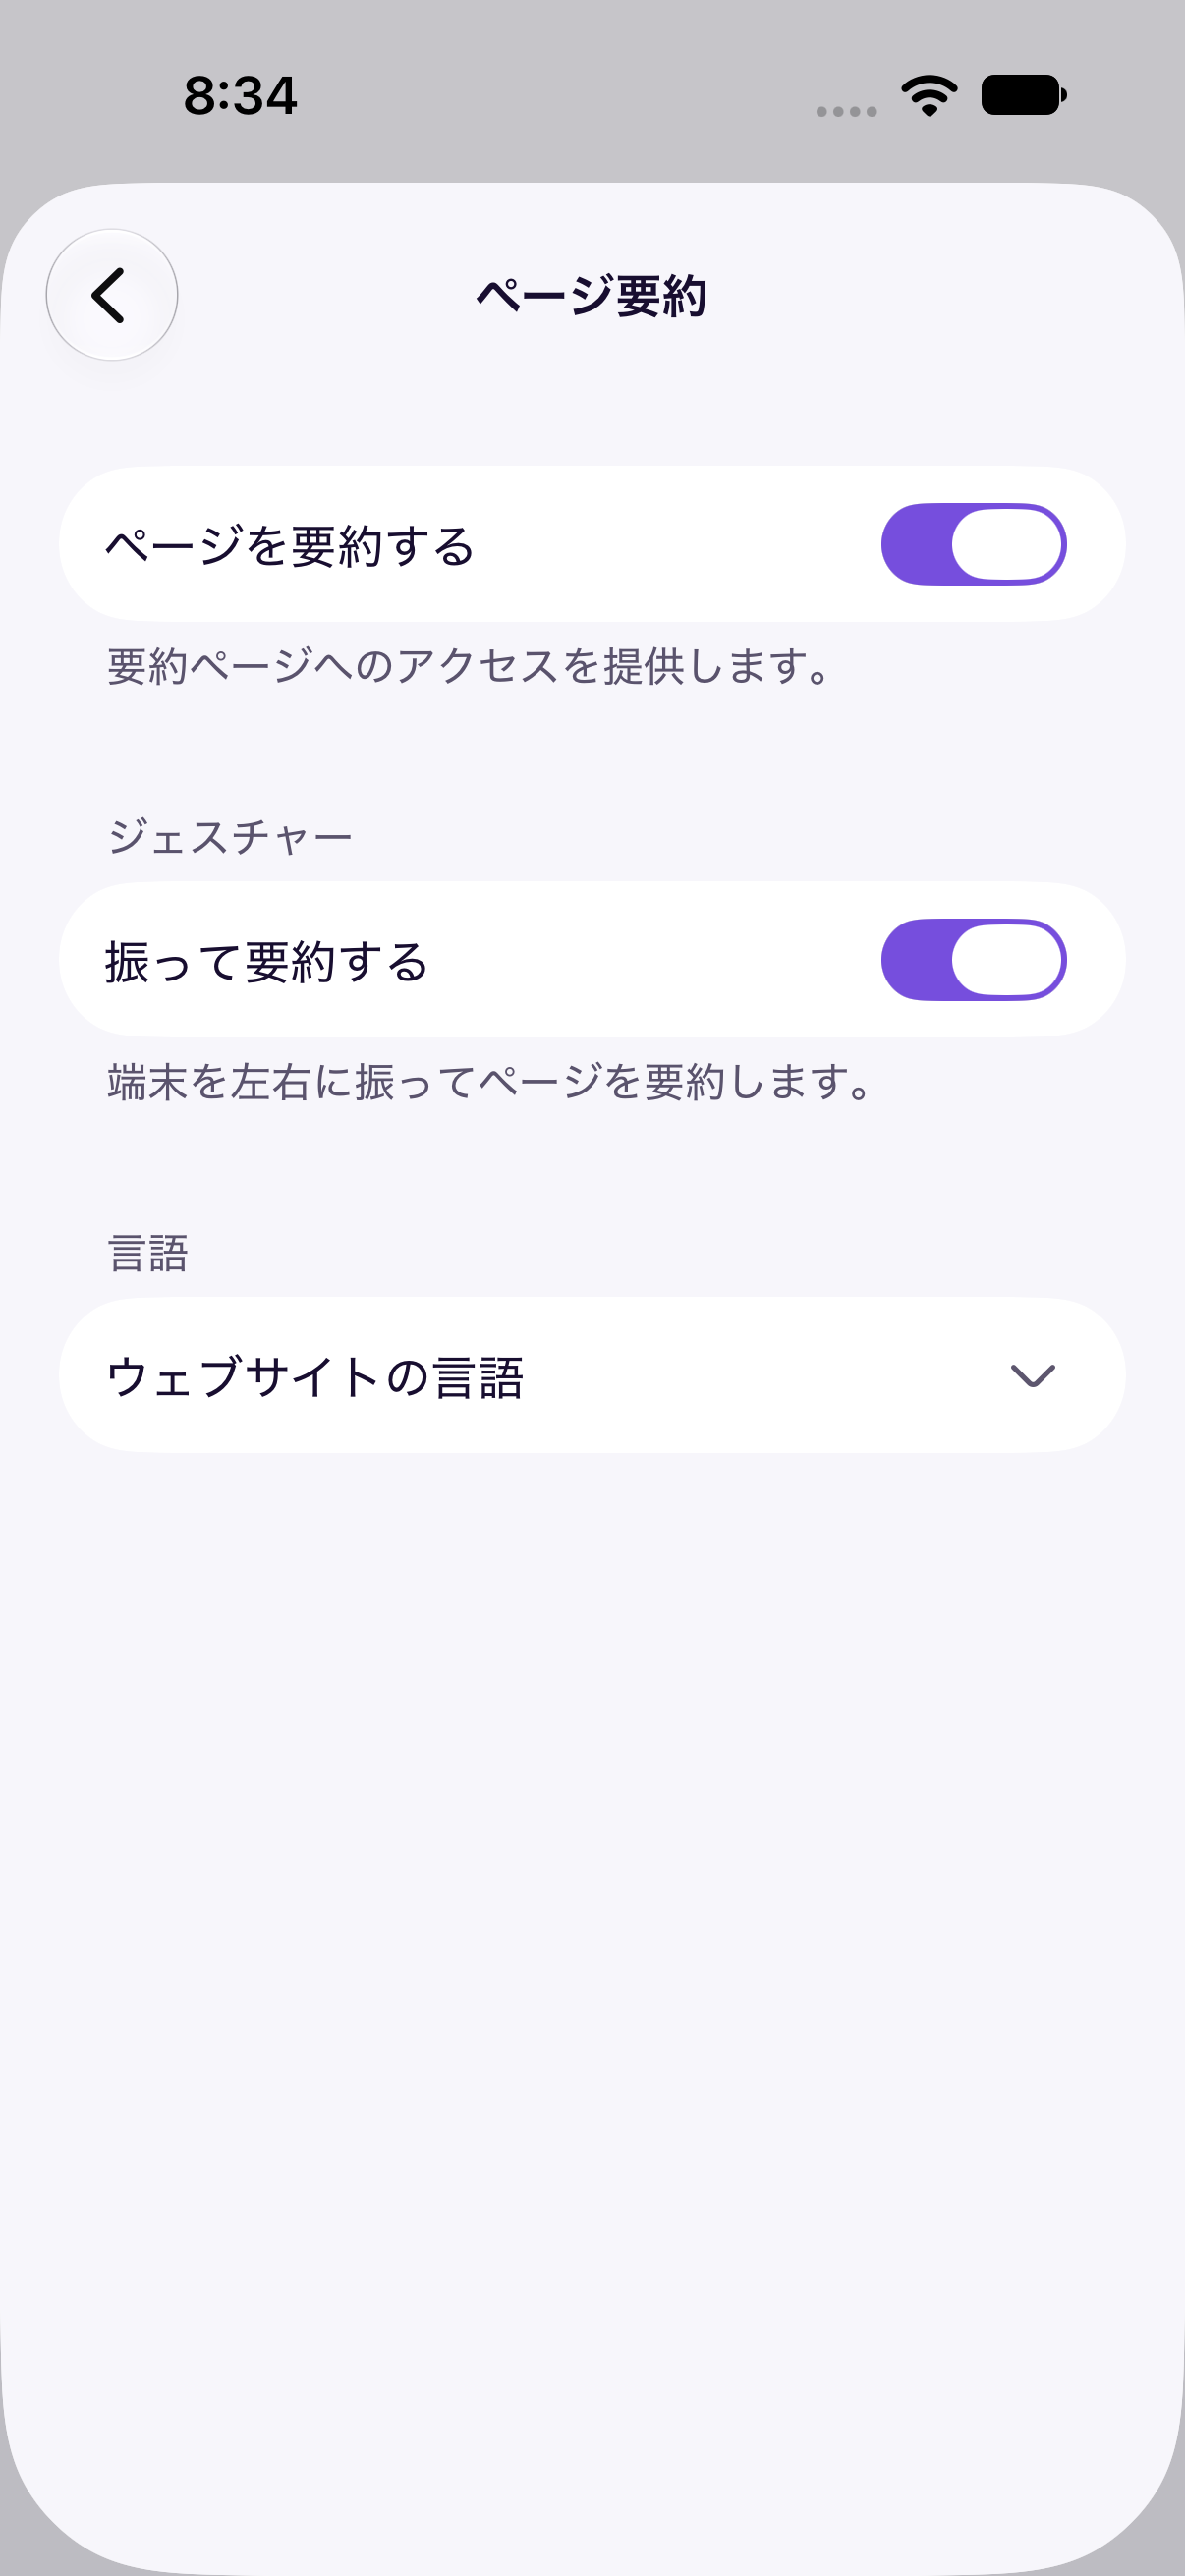 8:34
ページ要約
ページを要約する
要約ページへのアクセスを提供します。
ジェスチャー
振って要約する
端末を左右に振ってページを要約します。
言語
ウェブサイトの言語